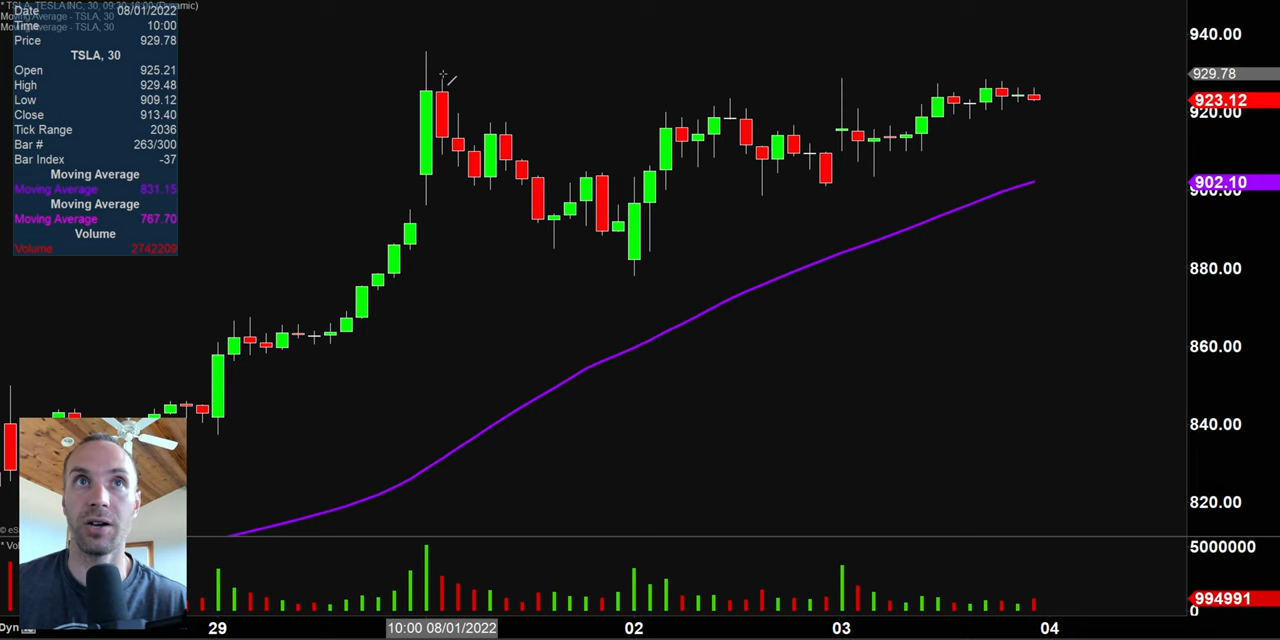 Date 08/01/2022
Time 10:00
Price 929.78
TSLA, 30
Open 925.21
High 929.48
Low 909.12
Close 913.40
Tick Range 2036
Bar # 263/300
Bar Index -37
Moving Average
Moving Average 831.15
Moving Average
Moving Average 767.70
Volume
Volume 2742209
940.00
929.78
923.12
920.00
902.10
900.00
880.00
860.00
840.00
820.00
5000000
994991
0
Dyn
29
10:00 08/01/2022
02
03
04